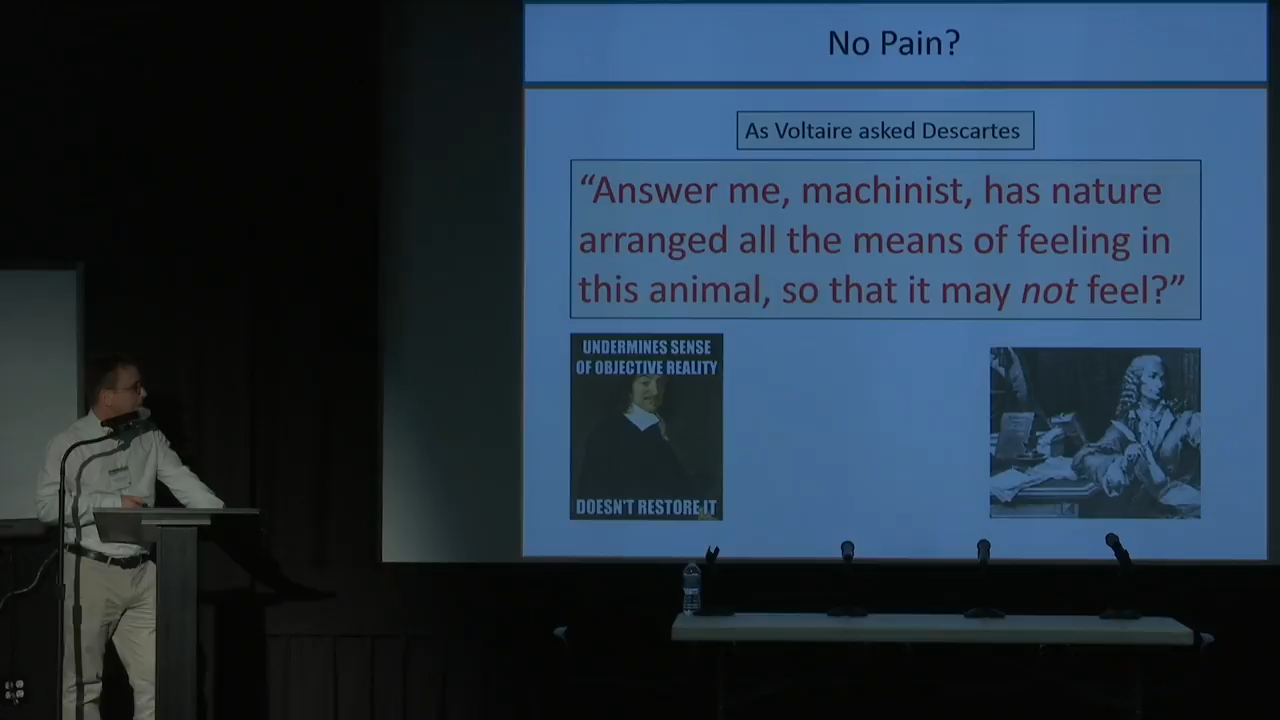 No Pain?
As Voltaire asked Descartes
“Answer me, machinist, has nature
arranged all the means of feeling in
this animal, so that it may not feel?”
UNDERMINES SENSE
OF OBJECTIVE REALITY
DOESN'T RESTORE IT